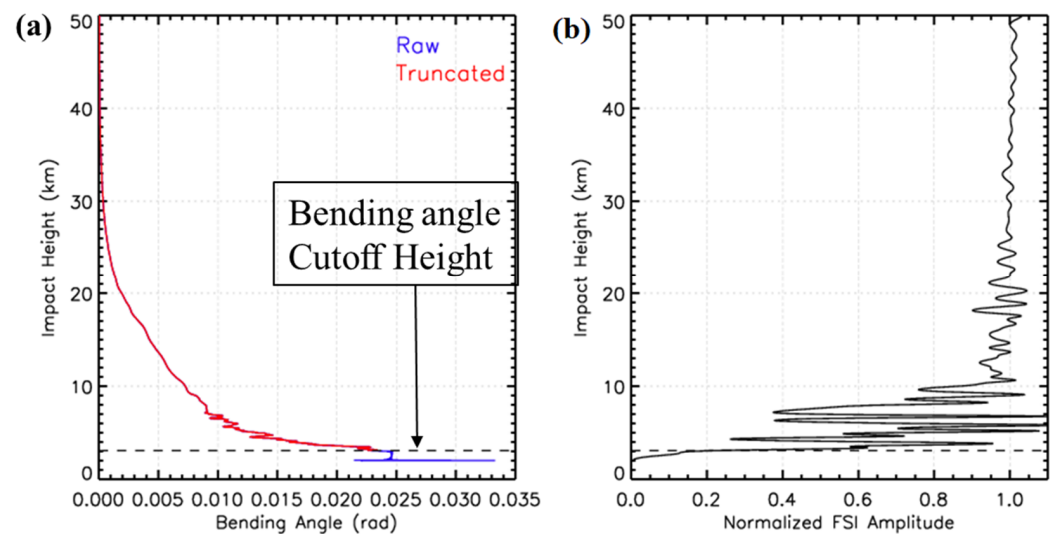 (a)
50
40
30
20
10
0
Impact Height (km)
Raw
Truncated
Bending angle
Cutoff Height
0.000 0.005 0.010 0.015 0.020 0.025 0.030 0.035
Bending Angle (rad)
(b)
50
40
30
20
10
0
Impact Height (km)
0.0 0.2 0.4 0.6 0.8 1.0
Normalized FSI Amplitude